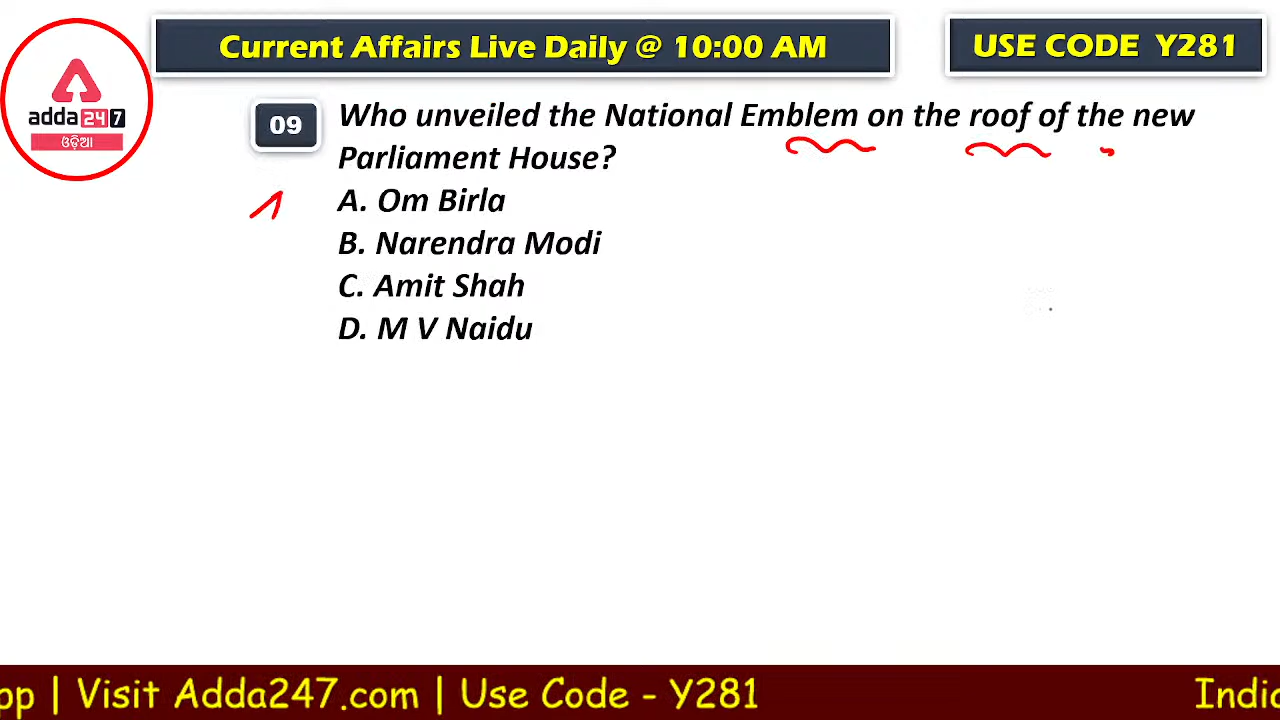 Current Affairs Live Daily @ 10:00 AM
USE CODE Y281
adda247
ଓଡ଼ିଆ
09
Who unveiled the National Emblem on the roof of the new
Parliament House?
A. Om Birla
B. Narendra Modi
C. Amit Shah
D. M V Naidu
pp | Visit Adda247.com | Use Code - Y281
India